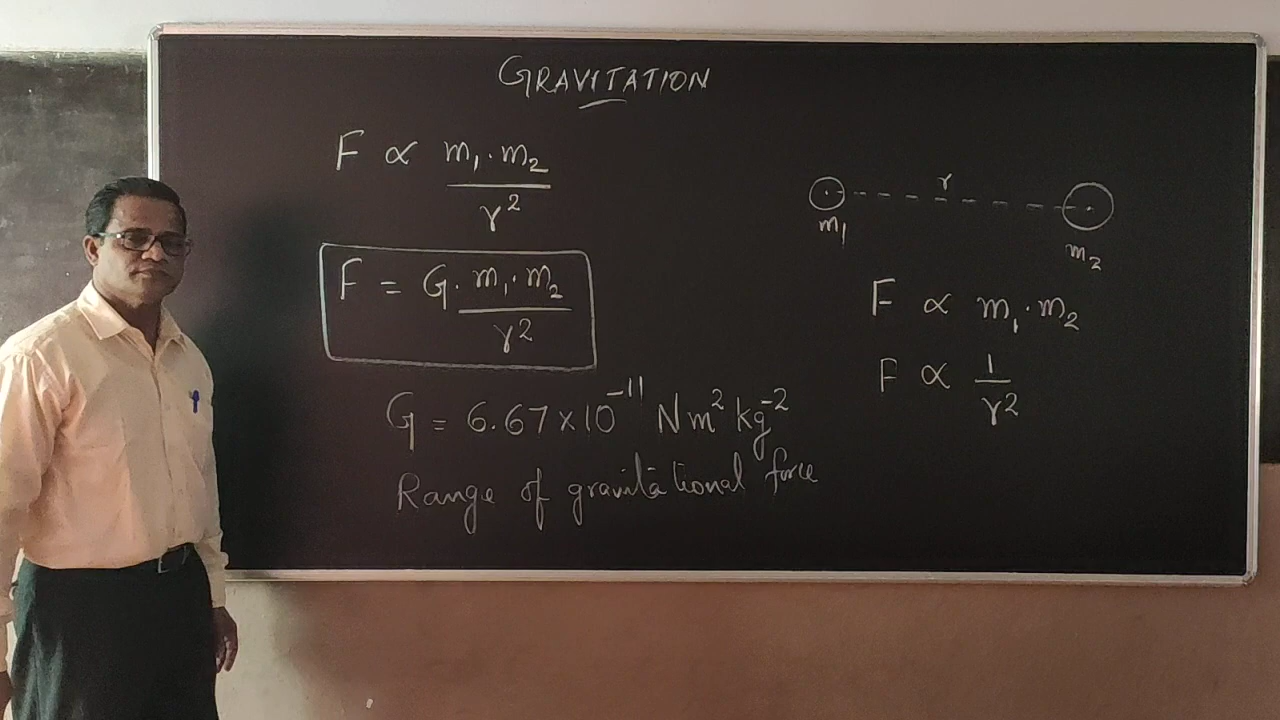 GRAVITATION
F ∝ m₁·m₂/r²
F = G·m₁·m₂/r²
G = 6.67×10⁻¹¹ Nm² kg⁻²
Range of gravitational force
r
m₁
m₂
F ∝ m₁·m₂
F ∝ 1/r²